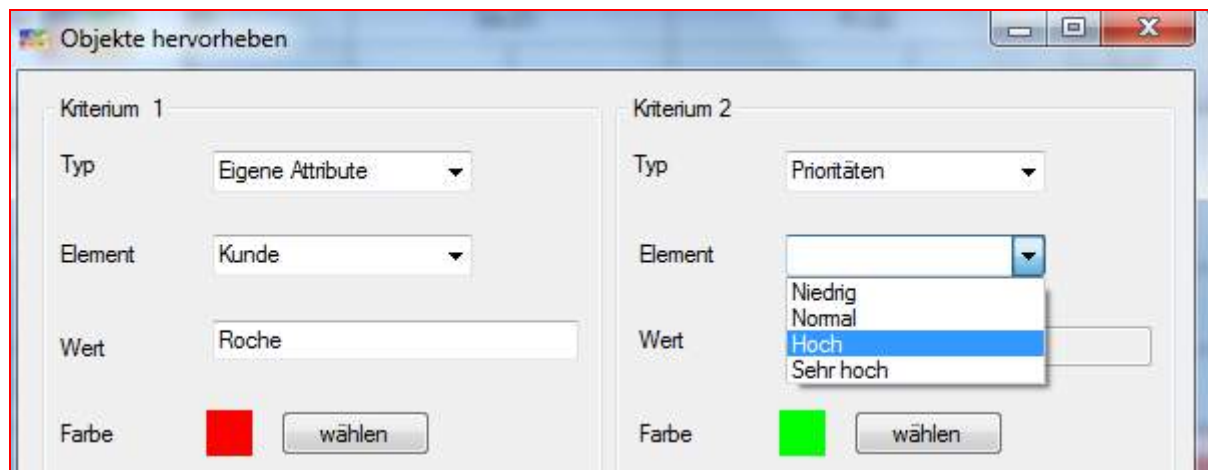 Objekte hervorheben
Kriterium 1
Typ
Eigene Attribute
Element
Kunde
Wert
Roche
Farbe
wählen
Kriterium 2
Typ
Prioritäten
Element
Niedrig
Normal
Hoch
Sehr hoch
Wert
Farbe
wählen